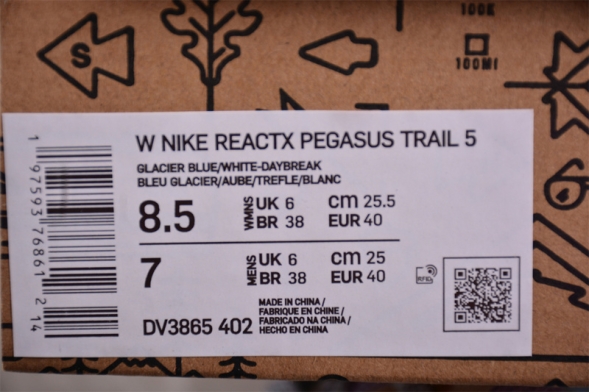 S
100K
100MI
W NIKE REACTX PEGASUS TRAIL 5
GLACIER BLUE/WHITE-DAYBREAK
BLEU GLACIER/AUBE/TREFLE/BLANC
8.5 WMNS UK 6 cm 25.5
BR 38 EUR 40
7 MENS UK 6 cm 25
BR 38 EUR 40
RFID
DV3865 402
MADE IN CHINA /
FABRIQUE EN CHINE /
FABRICADO NA CHINA /
HECHO EN CHINA
1 97593 76861 2 14